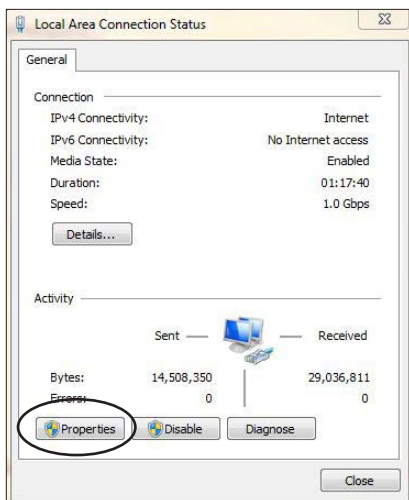 Local Area Connection Status
General
Connection
IPv4 Connectivity: Internet
IPv6 Connectivity: No Internet access
Media State: Enabled
Duration: 01:17:40
Speed: 1.0 Gbps
Details...
Activity
Sent Received
Bytes: 14,508,350 29,036,811
Errors: 0 0
Properties Disable Diagnose
Close